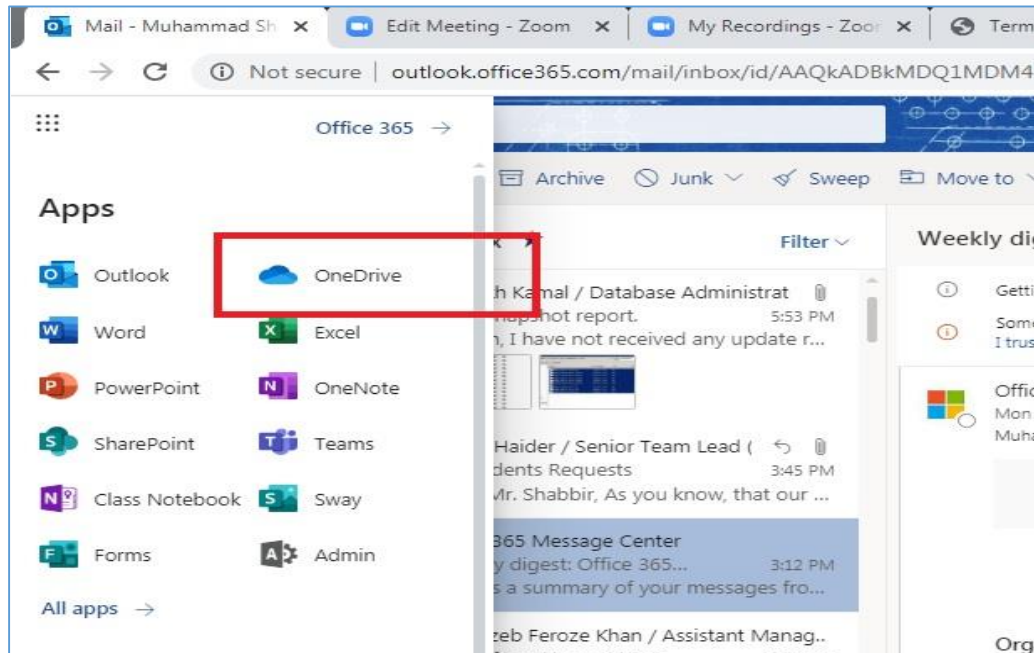 Mail - Muhammad Sh
Edit Meeting - Zoom
My Recordings - Zoo
Term
Not secure | outlook.office365.com/mail/inbox/id/AAQkADBkMDQ1MDM4
Office 365 →
Archive
Junk
Sweep
Move to
Apps
Outlook
OneDrive
Word
Excel
PowerPoint
OneNote
SharePoint
Teams
Class Notebook
Sway
Forms
Admin
All apps →
Filter
h Kamal / Database Administrat
napshot report. 5:53 PM
, I have not received any update r...
Haider / Senior Team Lead (
dents Requests 3:45 PM
Mr. Shabbir, As you know, that our ...
365 Message Center
y digest: Office 365... 3:12 PM
s a summary of your messages fro...
zeb Feroze Khan / Assistant Manag..
Weekly dig
Getti
Some
I trus
Offic
Mon
Muha
Org